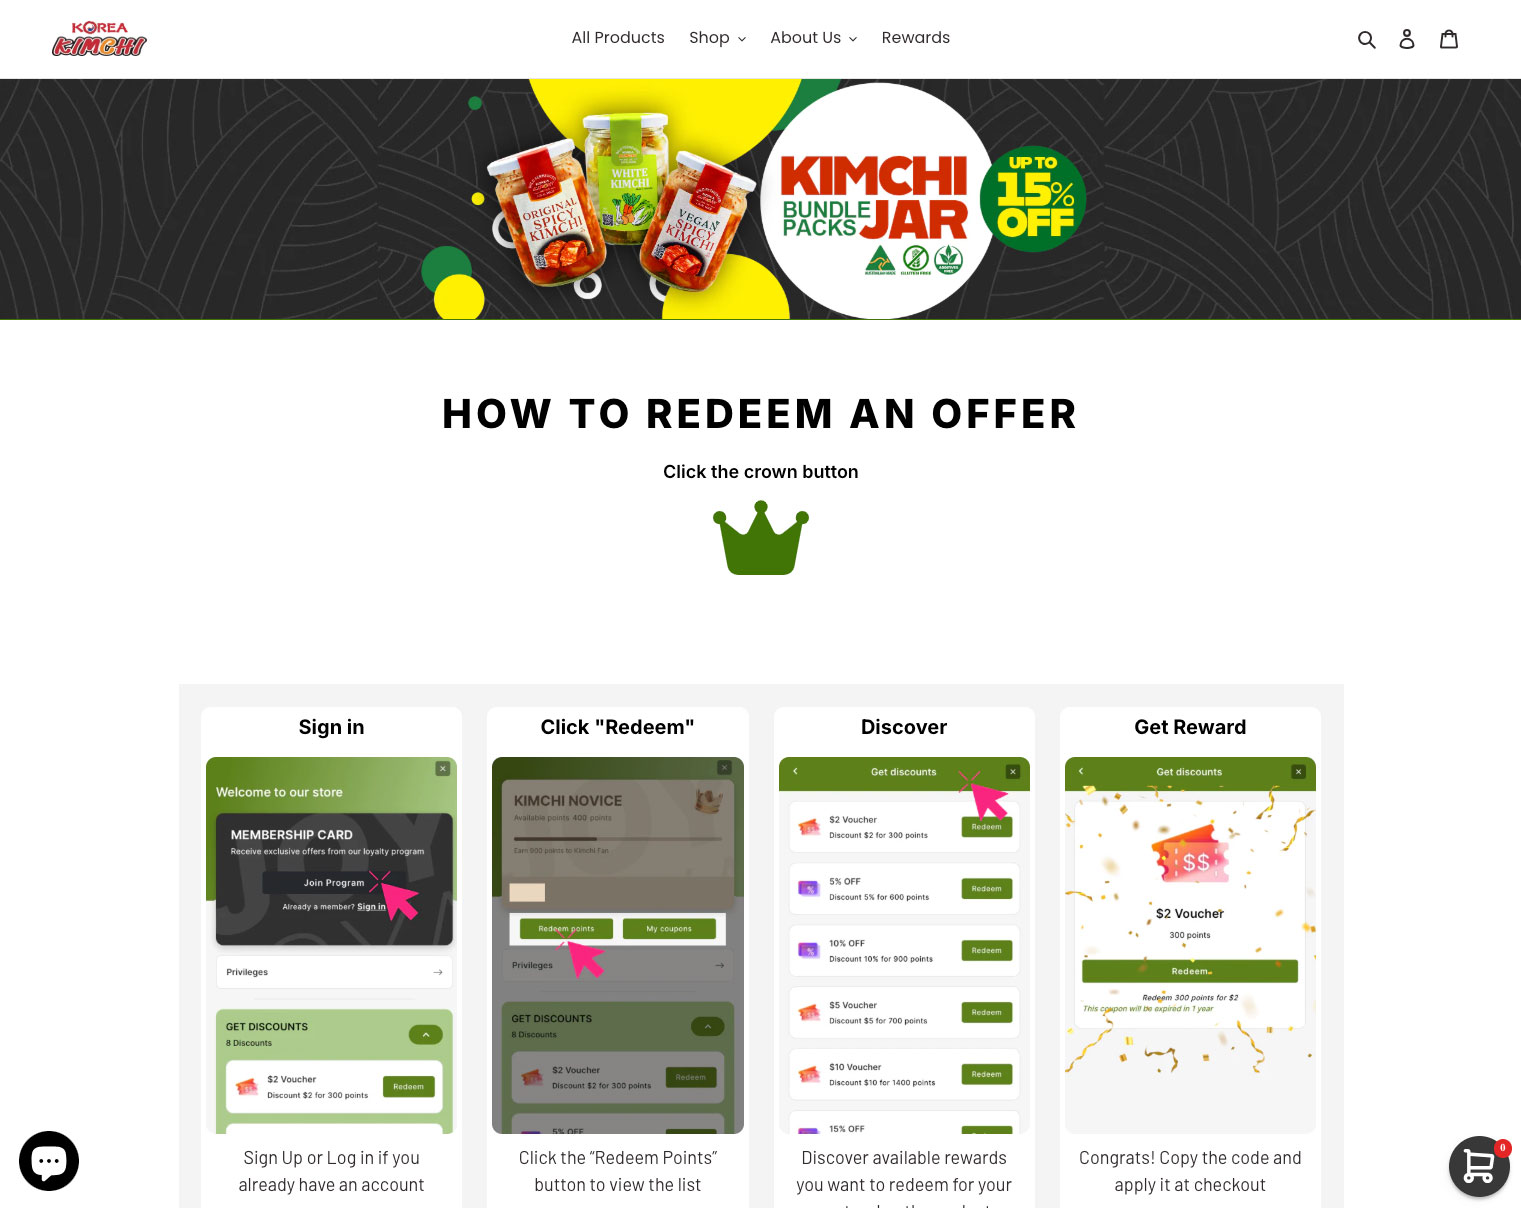 KOREA
KIMCHI
All Products
Shop
About Us
Rewards
WHITE
KIMCHI
ORIGINAL
SPICY
KIMCHI
VEGAN
SPICY
KIMCHI
KIMCHI
BUNDLE
PACKS
JAR
AUSTRALIAN MADE
GLUTEN FREE
UP TO
15%
OFF
HOW TO REDEEM AN OFFER
Click the crown button
Sign in
Welcome to our store
MEMBERSHIP CARD
Receive exclusive offers from our loyalty program
Join Program
Already a member? Sign in
Privileges
GET DISCOUNTS
8 Discounts
$2 Voucher
Discount $2 for 300 points
Redeem
Sign Up or Log in if you
already have an account
Click "Redeem"
KIMCHI NOVICE
Available points 400 points
Earn 900 points to Kimchi Fan
Redeem points
My coupons
Privileges
GET DISCOUNTS
8 Discounts
$2 Voucher
Discount $2 for 300 points
Redeem
5% OFF
Click the “Redeem Points”
button to view the list
Discover
Get discounts
$2 Voucher
Discount $2 for 300 points
Redeem
5% OFF
Discount 5% for 600 points
Redeem
10% OFF
Discount 10% for 900 points
Redeem
$5 Voucher
Discount $5 for 700 points
Redeem
$10 Voucher
Discount $10 for 1400 points
Redeem
15% OFF
Discover available rewards
you want to redeem for your
Get Reward
Get discounts
$$
$2 Voucher
300 points
Redeem
Redeem 300 points for $2
This coupon will be expired in 1 year
Congrats! Copy the code and
apply it at checkout
0